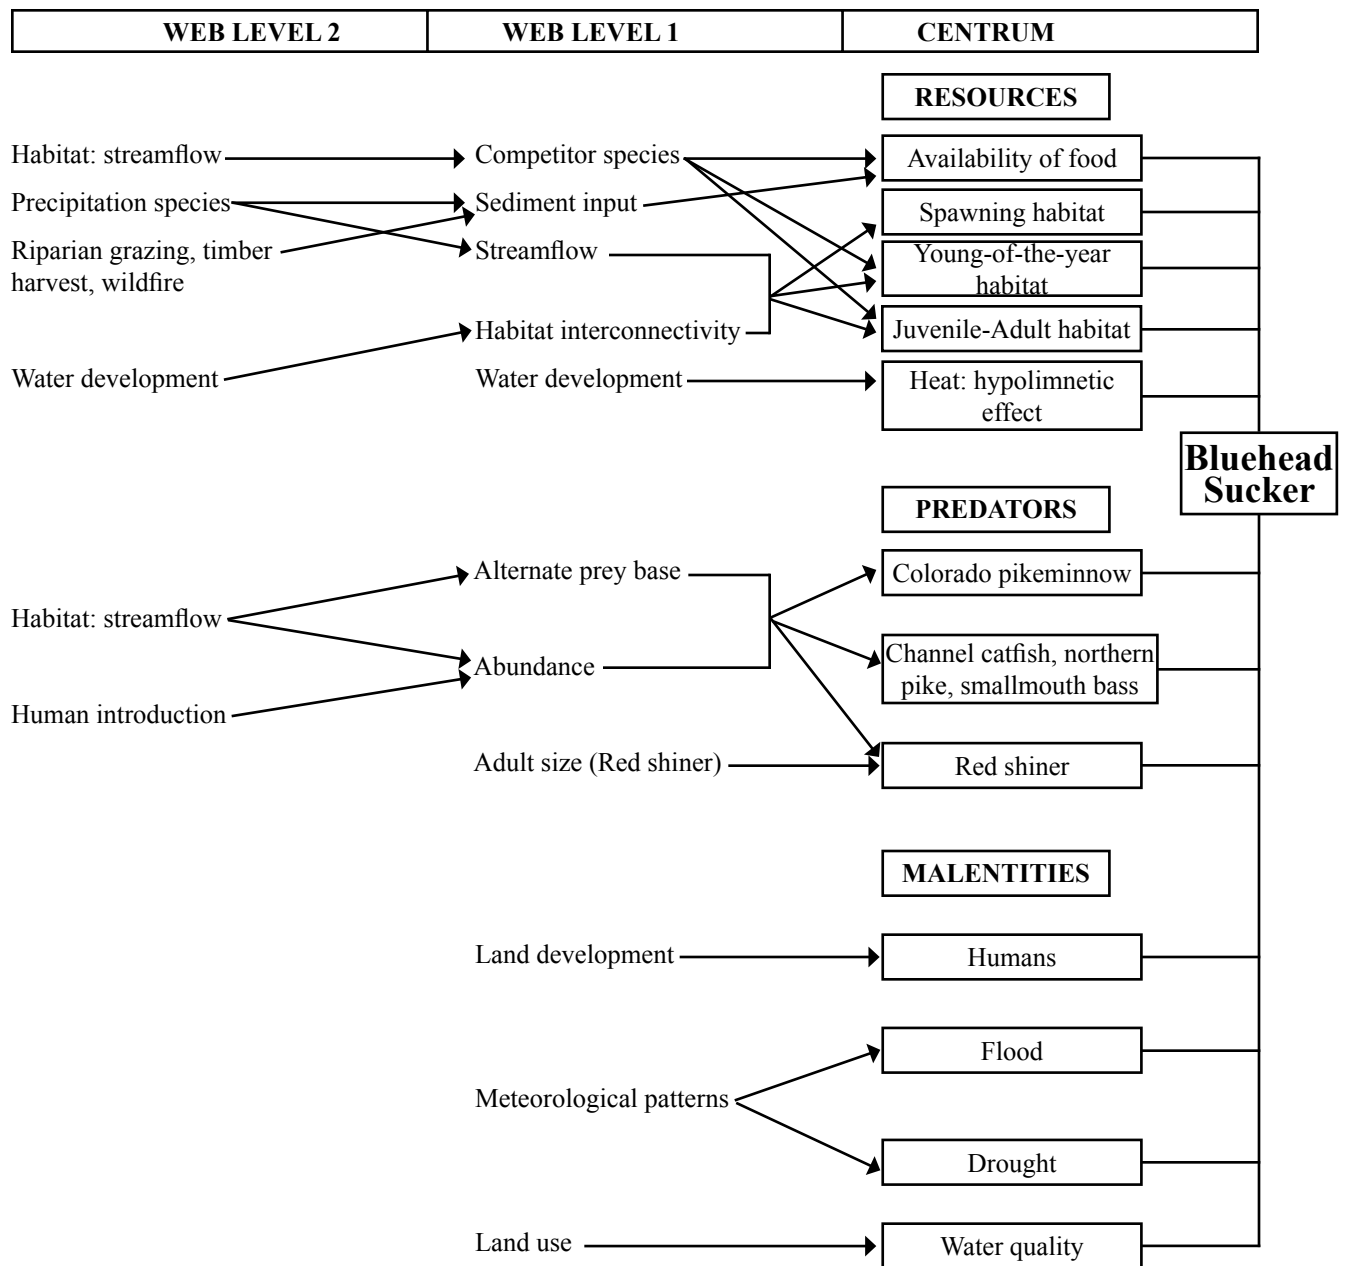 WEB LEVEL 2
WEB LEVEL 1
CENTRUM
RESOURCES
Habitat: streamflow
Competitor species
Availability of food
Precipitation species
Sediment input
Spawning habitat
Riparian grazing, timber
harvest, wildfire
Streamflow
Young-of-the-year
habitat
Habitat interconnectivity
Juvenile-Adult habitat
Water development
Water development
Heat: hypolimnetic
effect
Bluehead
Sucker
PREDATORS
Alternate prey base
Colorado pikeminnow
Habitat: streamflow
Abundance
Channel catfish, northern
pike, smallmouth bass
Human introduction
Adult size (Red shiner)
Red shiner
MALENTITIES
Land development
Humans
Flood
Meteorological patterns
Drought
Land use
Water quality